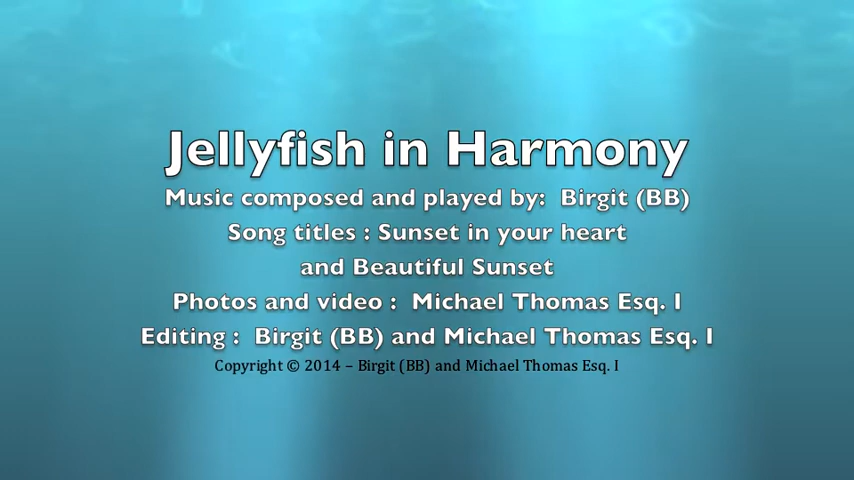 Jellyfish in Harmony
Music composed and played by:  Birgit (BB)
Song titles : Sunset in your heart
and Beautiful Sunset
Photos and video :  Michael Thomas Esq. I
Editing :  Birgit (BB) and Michael Thomas Esq. I
Copyright © 2014 – Birgit (BB) and Michael Thomas Esq. I